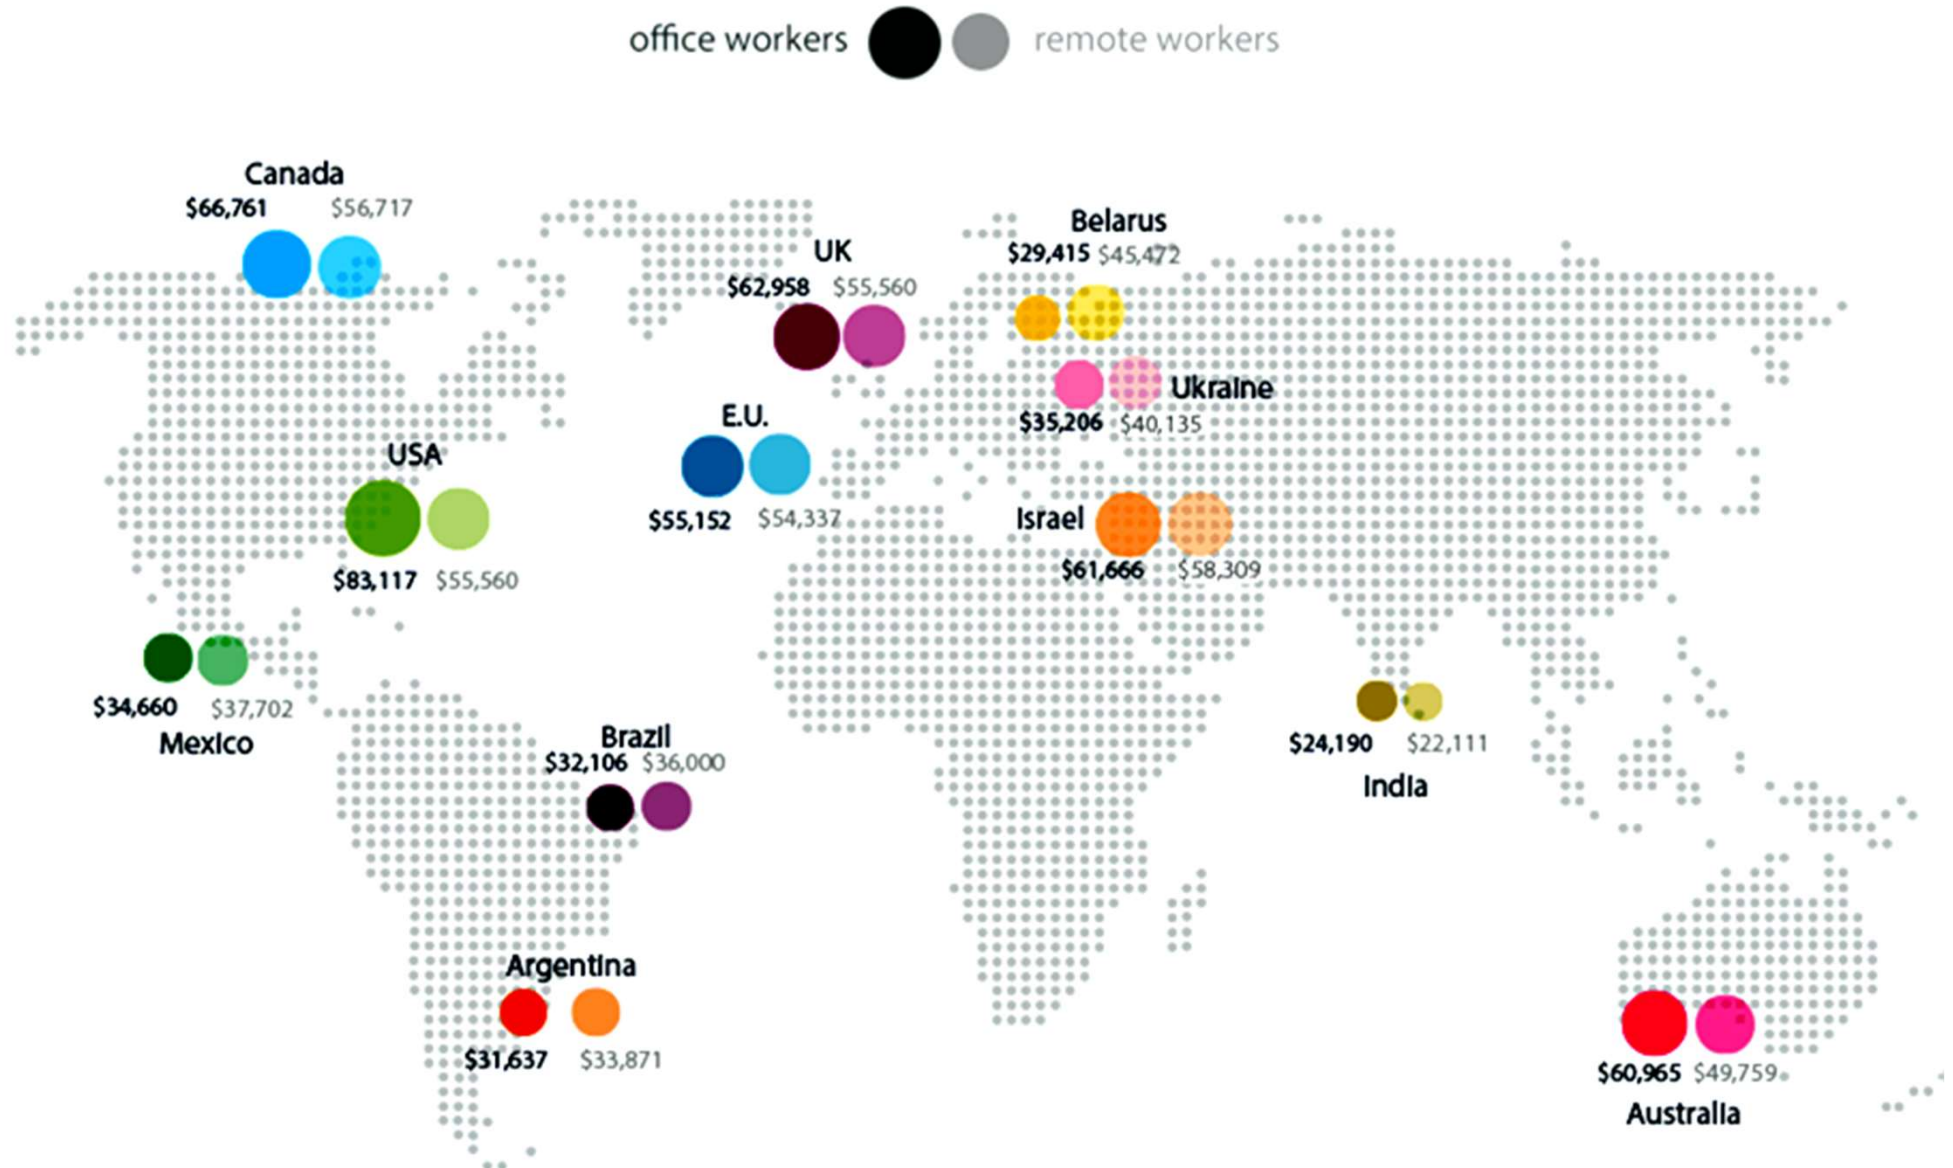 office workers remote workers
Canada
$66,761 $56,717
UK
$62,958 $55,560
Belarus
$29,415 $45,472
Ukraine
$35,206 $40,135
E.U.
$55,152 $54,337
USA
$83,117 $55,560
Israel
$61,666 $58,309
$34,660 $37,702
Mexico
Brazil
$32,106 $36,000
$24,190 $22,111
India
Argentina
$31,637 $33,871
$60,965 $49,759
Australia